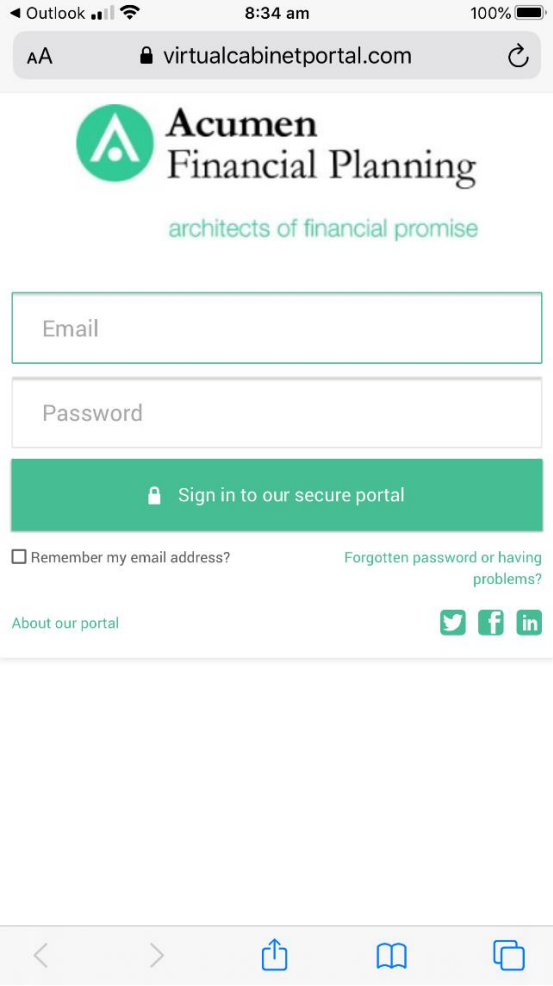 Outlook 8:34 am 100%
AA virtualcabinetportal.com
Acumen
Financial Planning
architects of financial promise
Email
Password
Sign in to our secure portal
Remember my email address?
Forgotten password or having
problems?
About our portal